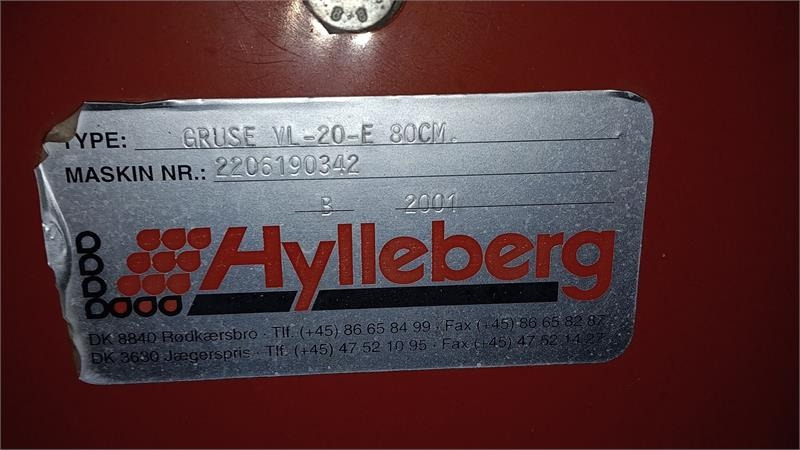 TYPE: GRUSE VL-20-E 80CM.
MASKIN NR.: 2206190342
B 2001
Hylleberg
DK 8840 Rødkærsbro · Tlf. (+45) 86 65 84 99 · Fax (+45) 86 65 82 87
DK 3630 Jægerspris · Tlf. (+45) 47 52 10 95 · Fax (+45) 47 52 14 27